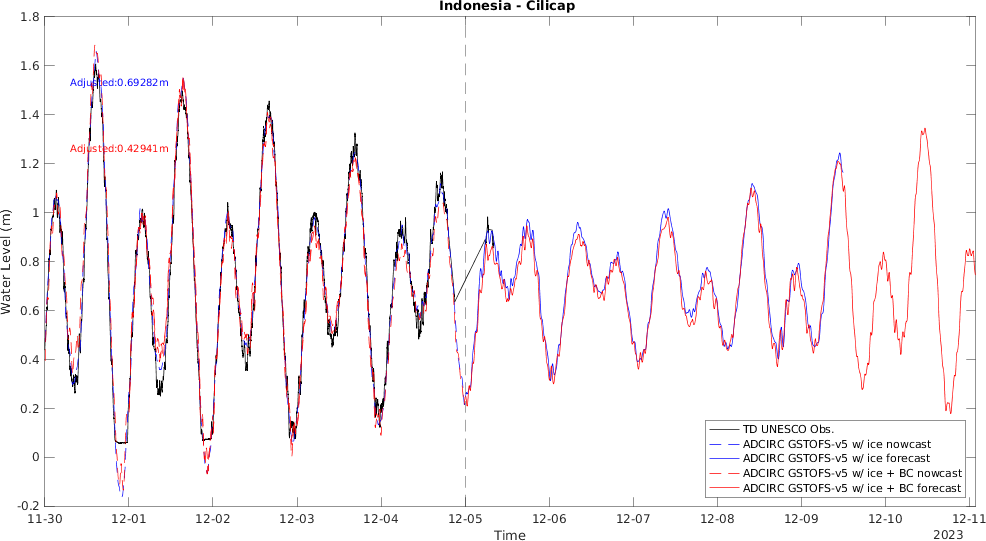 Indonesia - Cilicap
1.8
1.6
1.4
1.2
1
0.8
0.6
0.4
0.2
0
-0.2
Water Level (m)
Adjusted:0.69282m
Adjusted:0.42941m
TD UNESCO Obs.
ADCIRC GSTOFS-v5 w/ ice nowcast
ADCIRC GSTOFS-v5 w/ ice forecast
ADCIRC GSTOFS-v5 w/ ice + BC nowcast
ADCIRC GSTOFS-v5 w/ ice + BC forecast
11-30 12-01 12-02 12-03 12-04 12-05 12-06 12-07 12-08 12-09 12-10 12-11
Time
2023